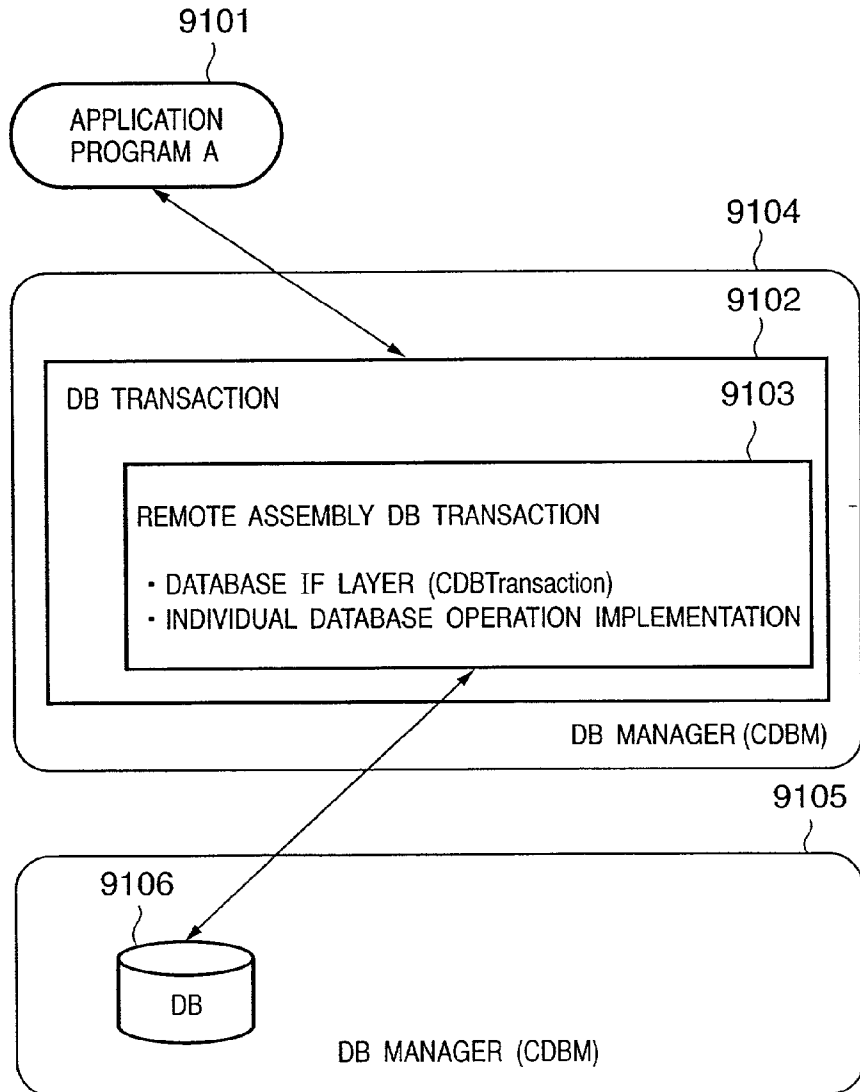 9101
APPLICATION
PROGRAM A
9104
9102
DB TRANSACTION
9103
REMOTE ASSEMBLY DB TRANSACTION
・DATABASE IF LAYER (CDBTransaction)
・INDIVIDUAL DATABASE OPERATION IMPLEMENTATION
DB MANAGER (CDBM)
9105
9106
DB
DB MANAGER (CDBM)